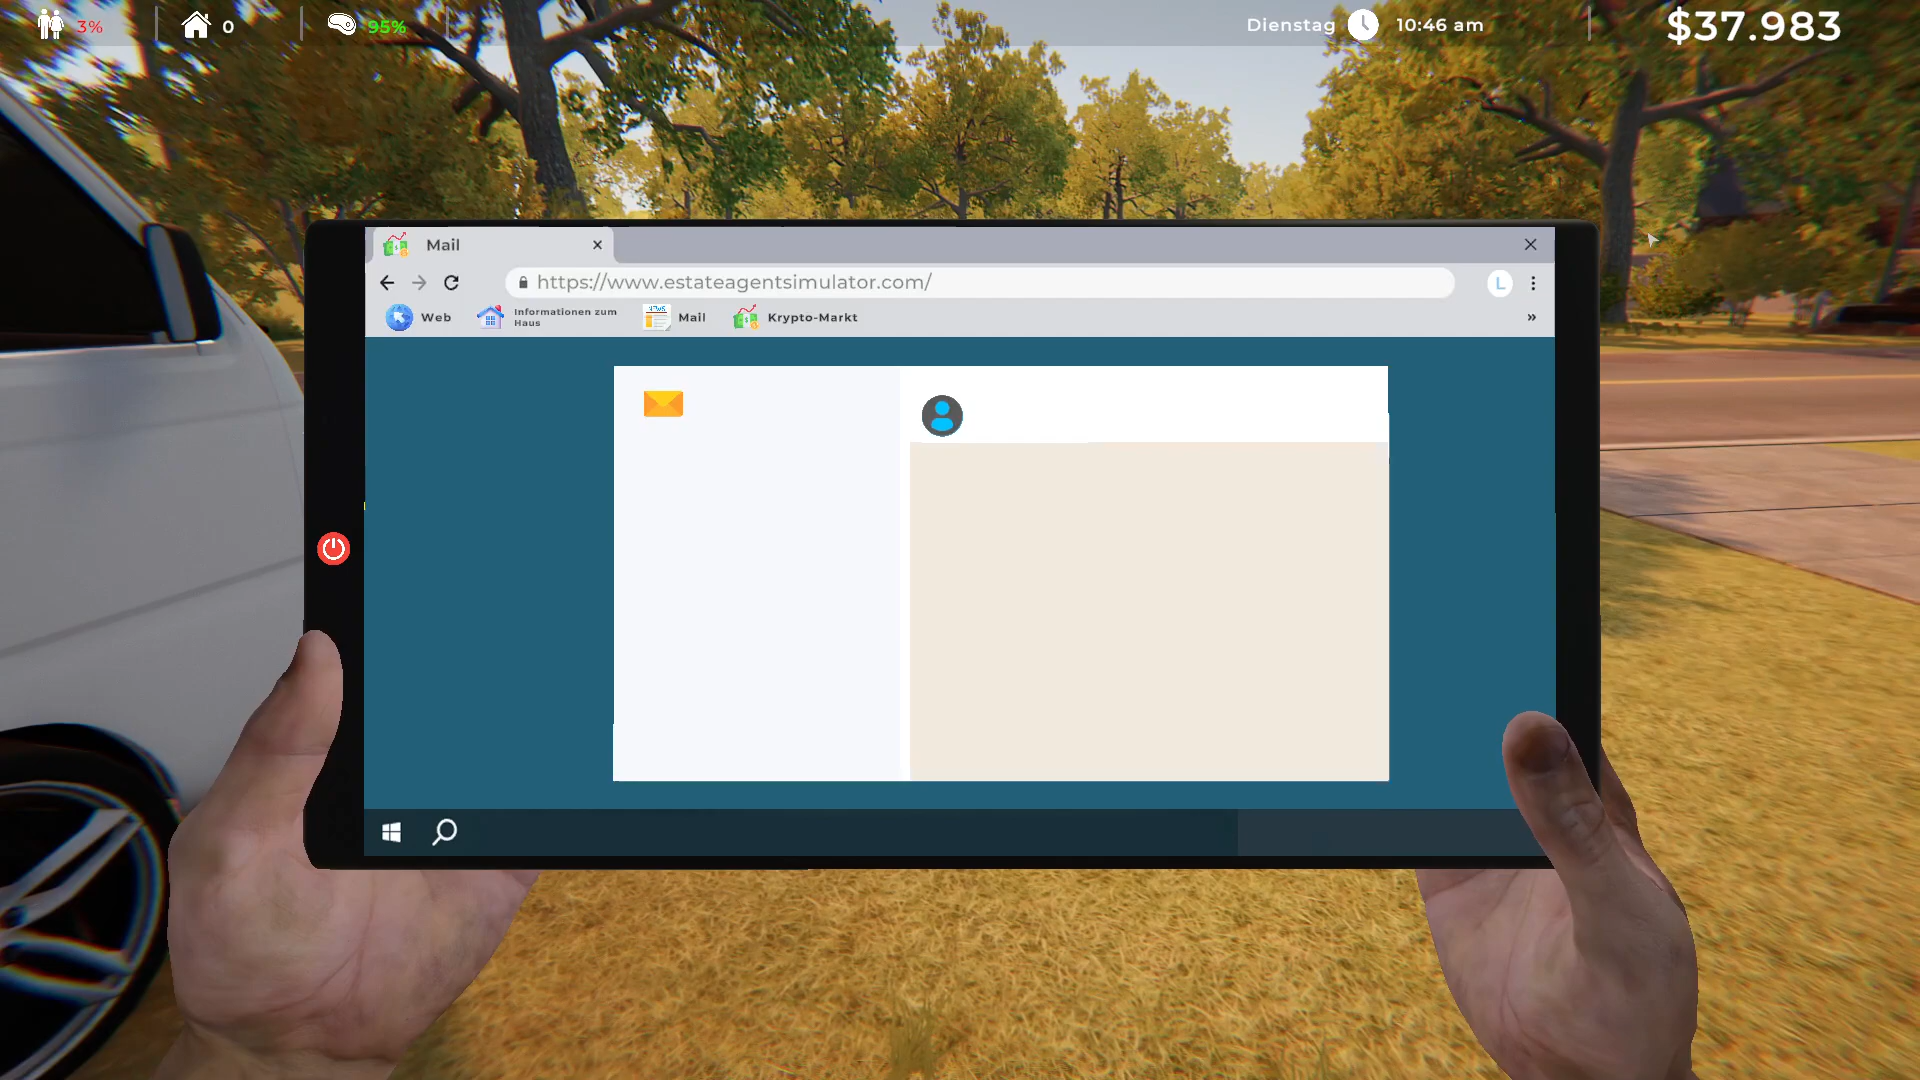 3%
0
95%
Dienstag
10:46 am
$37.983
Mail
https://www.estateagentsimulator.com/
L
Web
Informationen zum
Haus
NEWS
Mail
Krypto-Markt